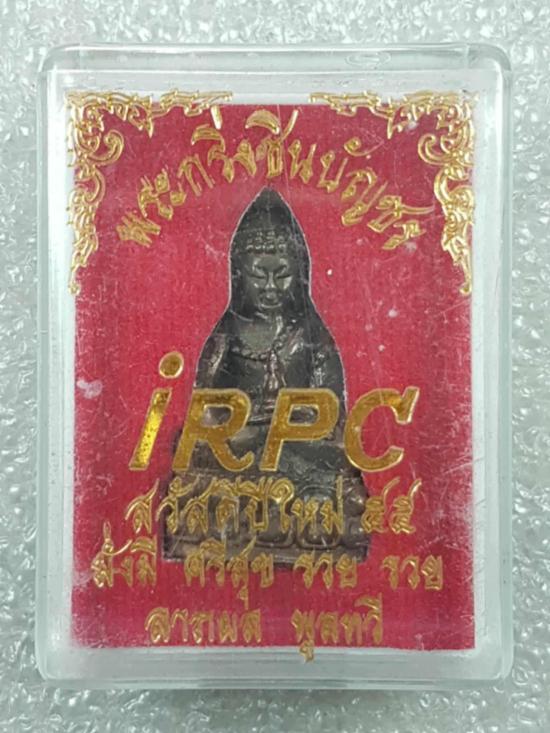 พระกริ่งชินบัญชร
iRPC
สวัสดีปีใหม่ ๕๕
มั่งมี ศรีสุข รวย รวย
ลาภผล พูลทวี